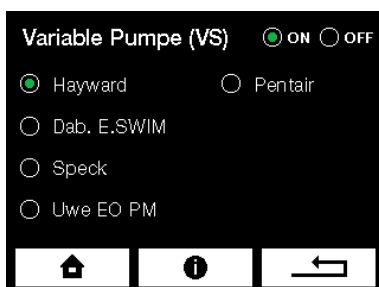 Variable Pumpe (VS) ON OFF
Hayward Pentair
Dab. E.SWIM
Speck
Uwe EO PM